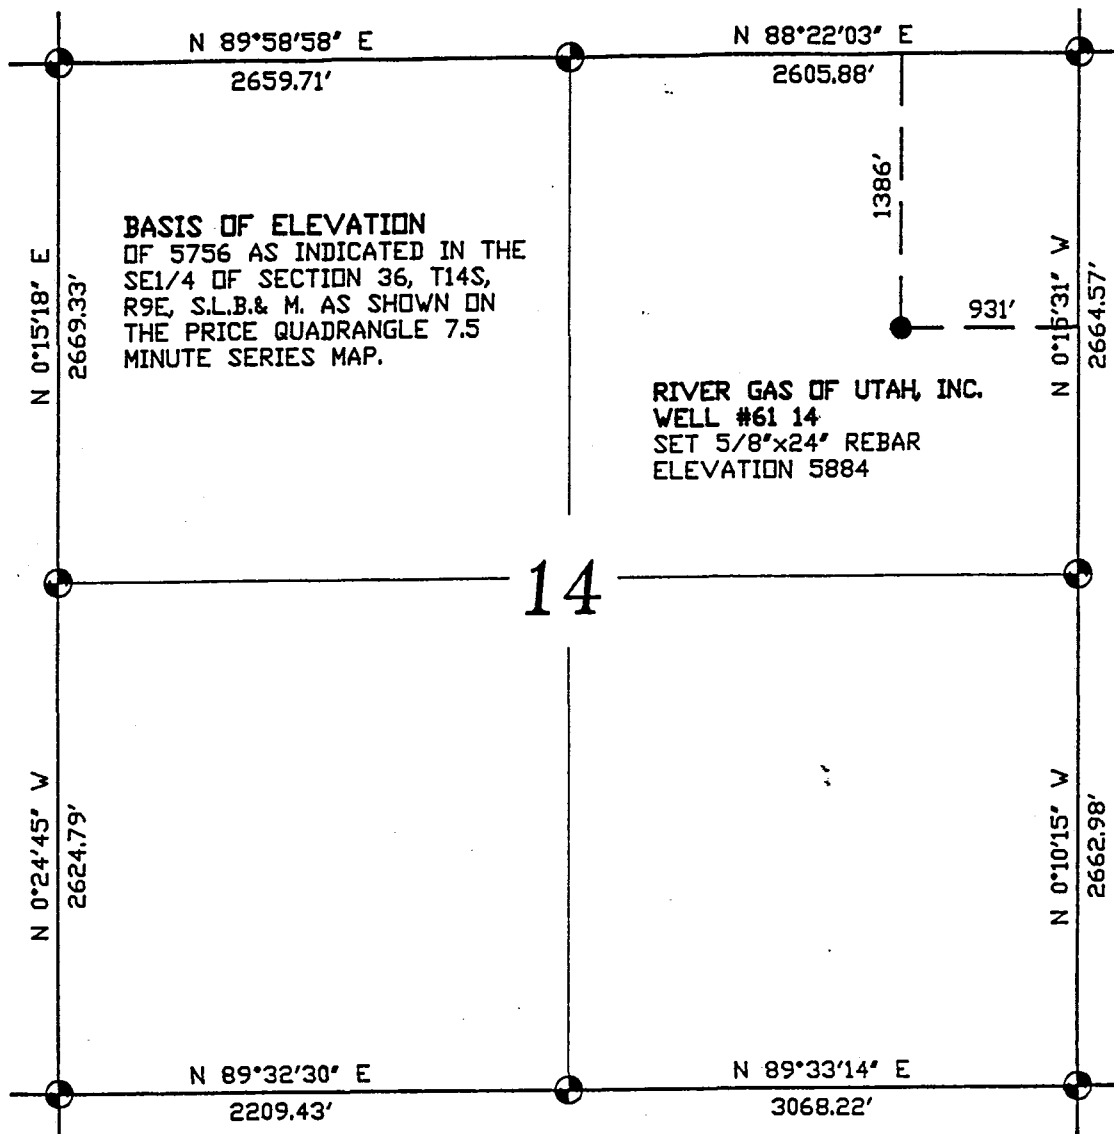 N 89°58'58" E
2659.71'
N 88°22'03" E
2605.88'
1386'
BASIS OF ELEVATION
OF 5756 AS INDICATED IN THE
SE1/4 OF SECTION 36, T14S,
R9E, S.L.B.& M. AS SHOWN ON
THE PRICE QUADRANGLE 7.5
MINUTE SERIES MAP.
N 0°15'18" E
2669.33'
931'
N 0°15'31" W
2664.57'
RIVER GAS OF UTAH, INC.
WELL #61 14
SET 5/8"x24" REBAR
ELEVATION 5884
14
N 0°24'45" W
2624.79'
N 0°10'15" W
2662.98'
N 89°32'30" E
2209.43'
N 89°33'14" E
3068.22'